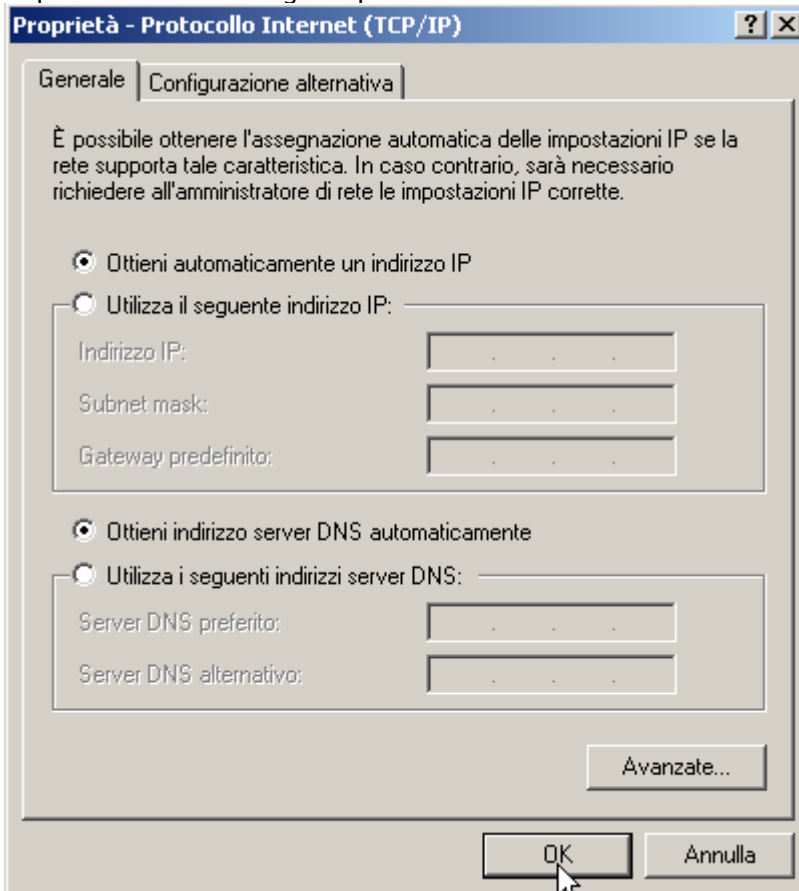 Proprietà - Protocollo Internet (TCP/IP)
Generale
Configurazione alternativa
È possibile ottenere l'assegnazione automatica delle impostazioni IP se la
rete supporta tale caratteristica. In caso contrario, sarà necessario
richiedere all'amministratore di rete le impostazioni IP corrette.
Ottieni automaticamente un indirizzo IP
Utilizza il seguente indirizzo IP:
Indirizzo IP:
Subnet mask:
Gateway predefinito:
Ottieni indirizzo server DNS automaticamente
Utilizza i seguenti indirizzi server DNS:
Server DNS preferito:
Server DNS alternativo:
Avanzate...
OK
Annulla